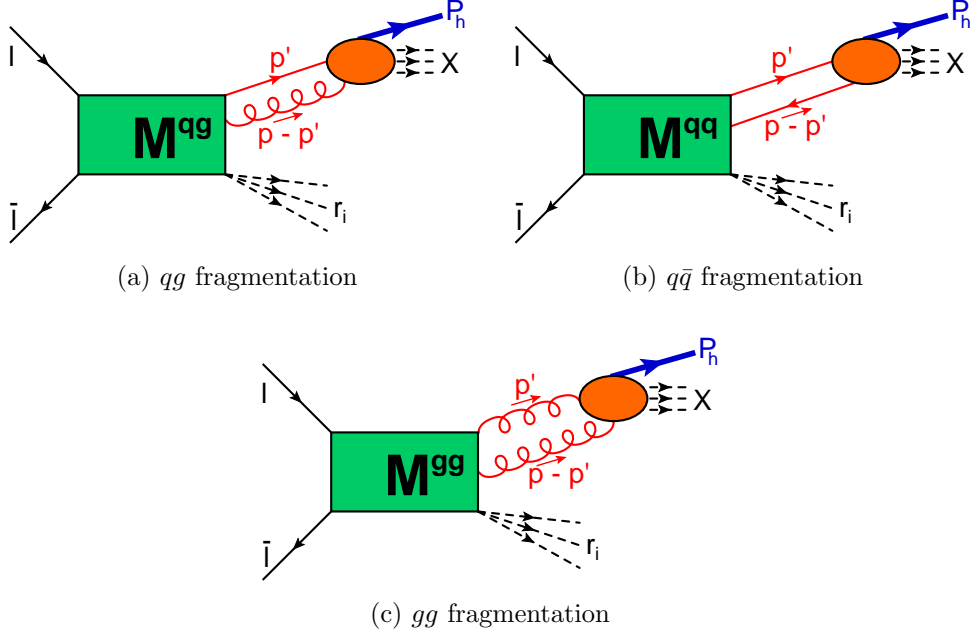 l
l̄
M^qg
p'
p - p'
P_h
X
r_i
(a) qg fragmentation
l
l̄
M^qq
p'
p - p'
P_h
X
r_i
(b) qq̄ fragmentation
l
l̄
M^gg
p'
p - p'
P_h
X
r_i
(c) gg fragmentation